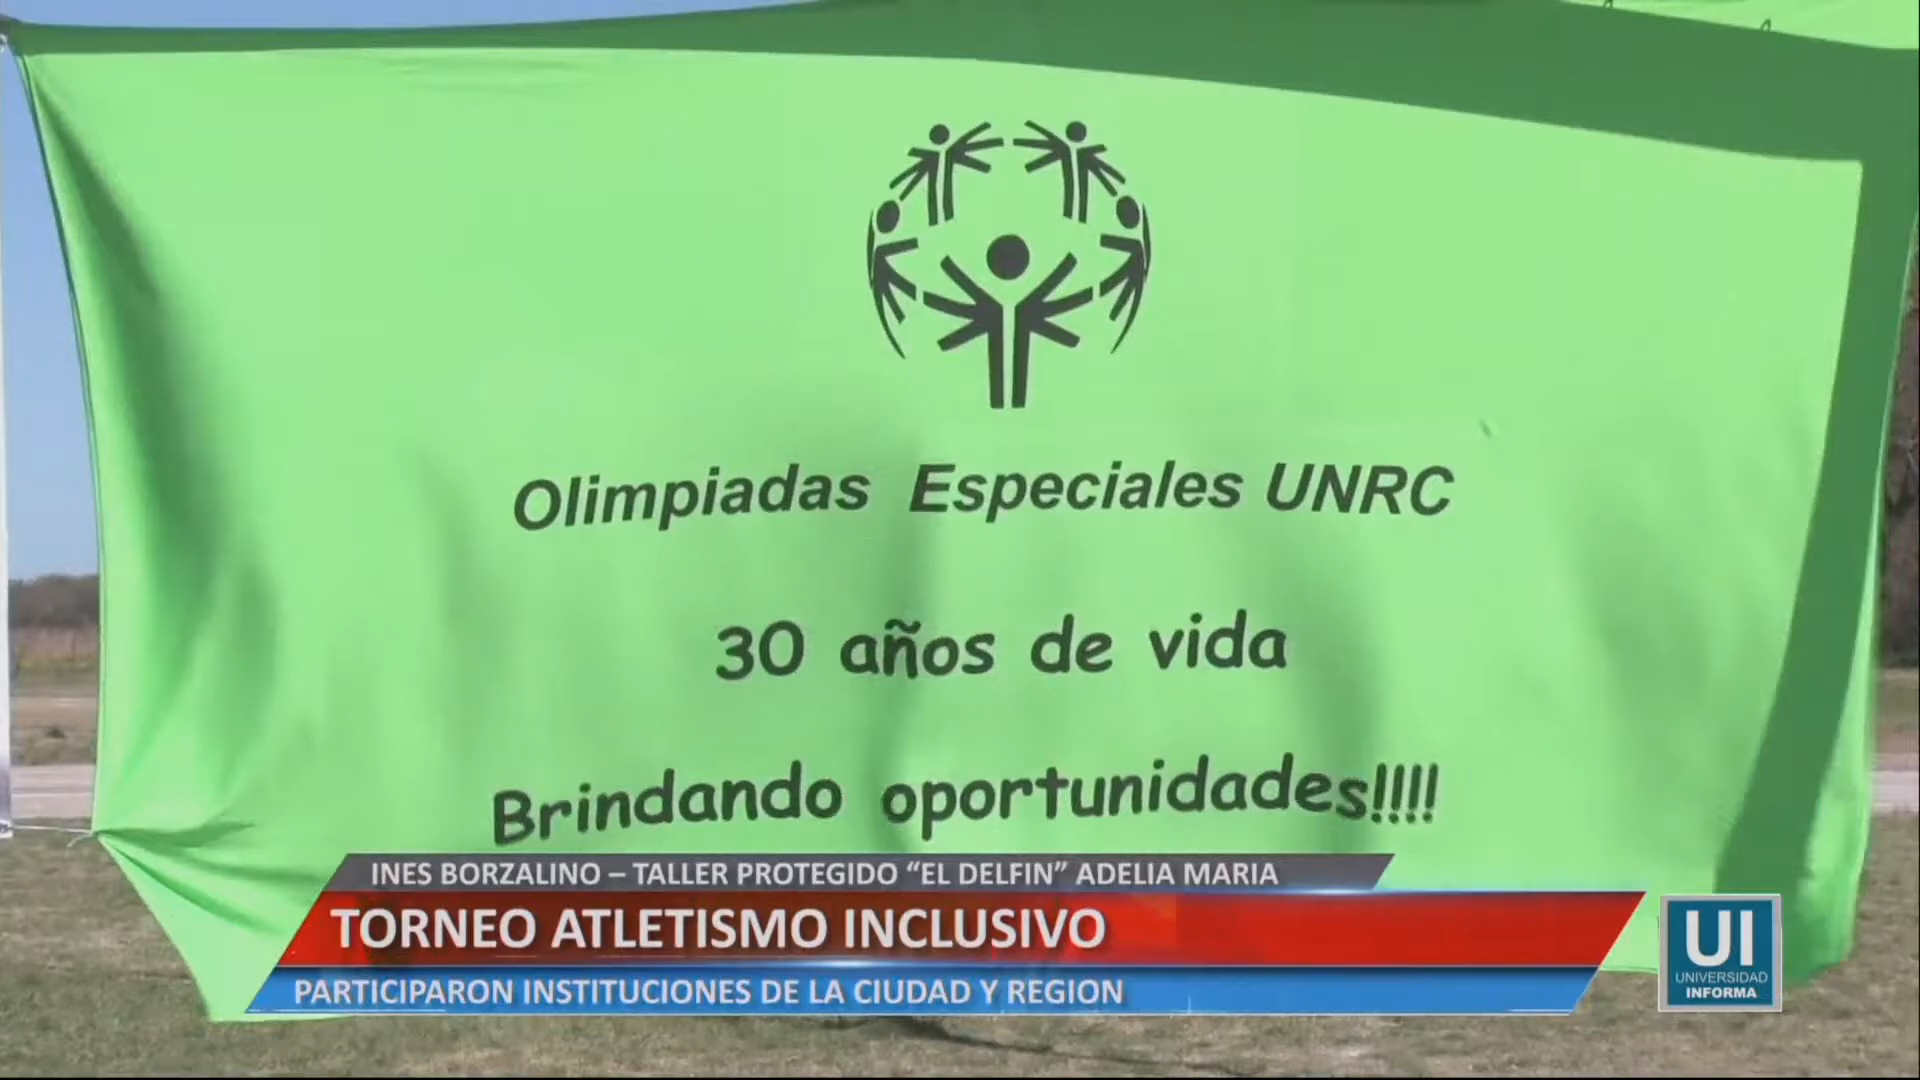 Olimpiadas Especiales UNRC
30 años de vida
Brindando oportunidades!!!!
INES BORZALINO – TALLER PROTEGIDO “EL DELFIN” ADELIA MARIA
TORNEO ATLETISMO INCLUSIVO
PARTICIPARON INSTITUCIONES DE LA CIUDAD Y REGION
UI
UNIVERSIDAD
INFORMA